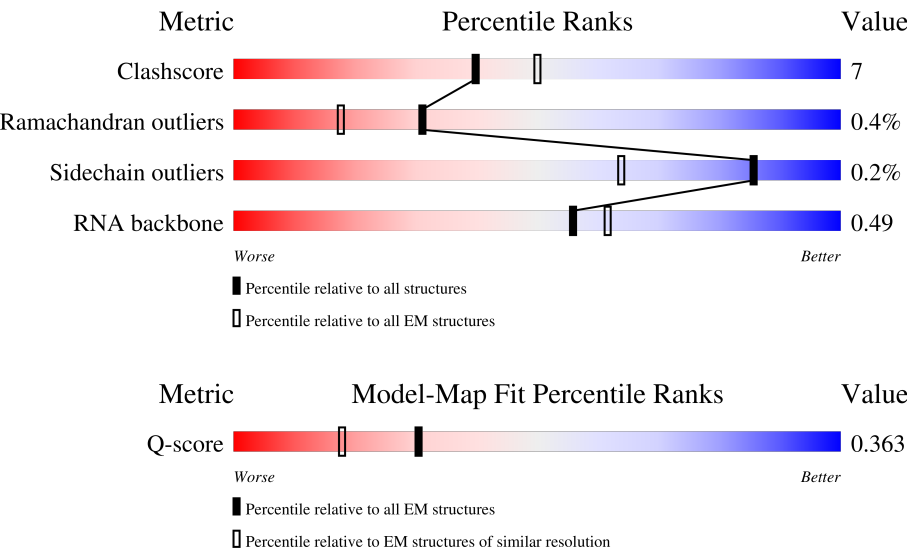 Metric Percentile Ranks Value
Clashscore 7
Ramachandran outliers 0.4%
Sidechain outliers 0.2%
RNA backbone 0.49
Worse Better
Percentile relative to all structures
Percentile relative to all EM structures
Metric Model-Map Fit Percentile Ranks Value
Q-score 0.363
Worse Better
Percentile relative to all EM structures
Percentile relative to EM structures of similar resolution